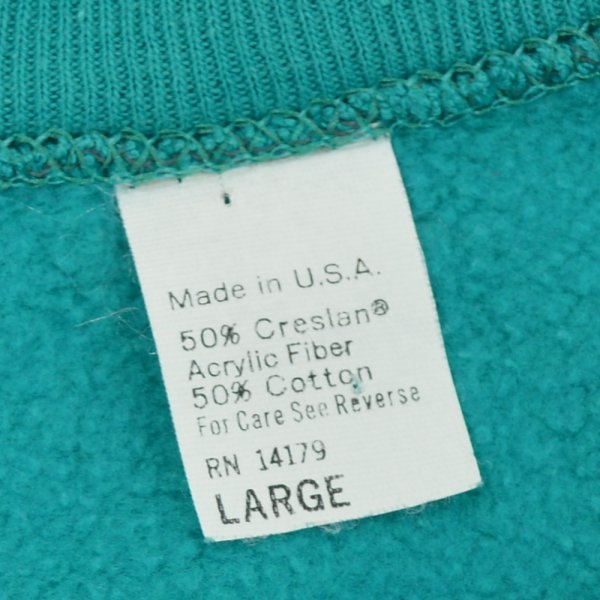 Made in U.S.A.
50% Creslan®
Acrylic Fiber
50% Cotton
For Care See Reverse
RN 14179
LARGE